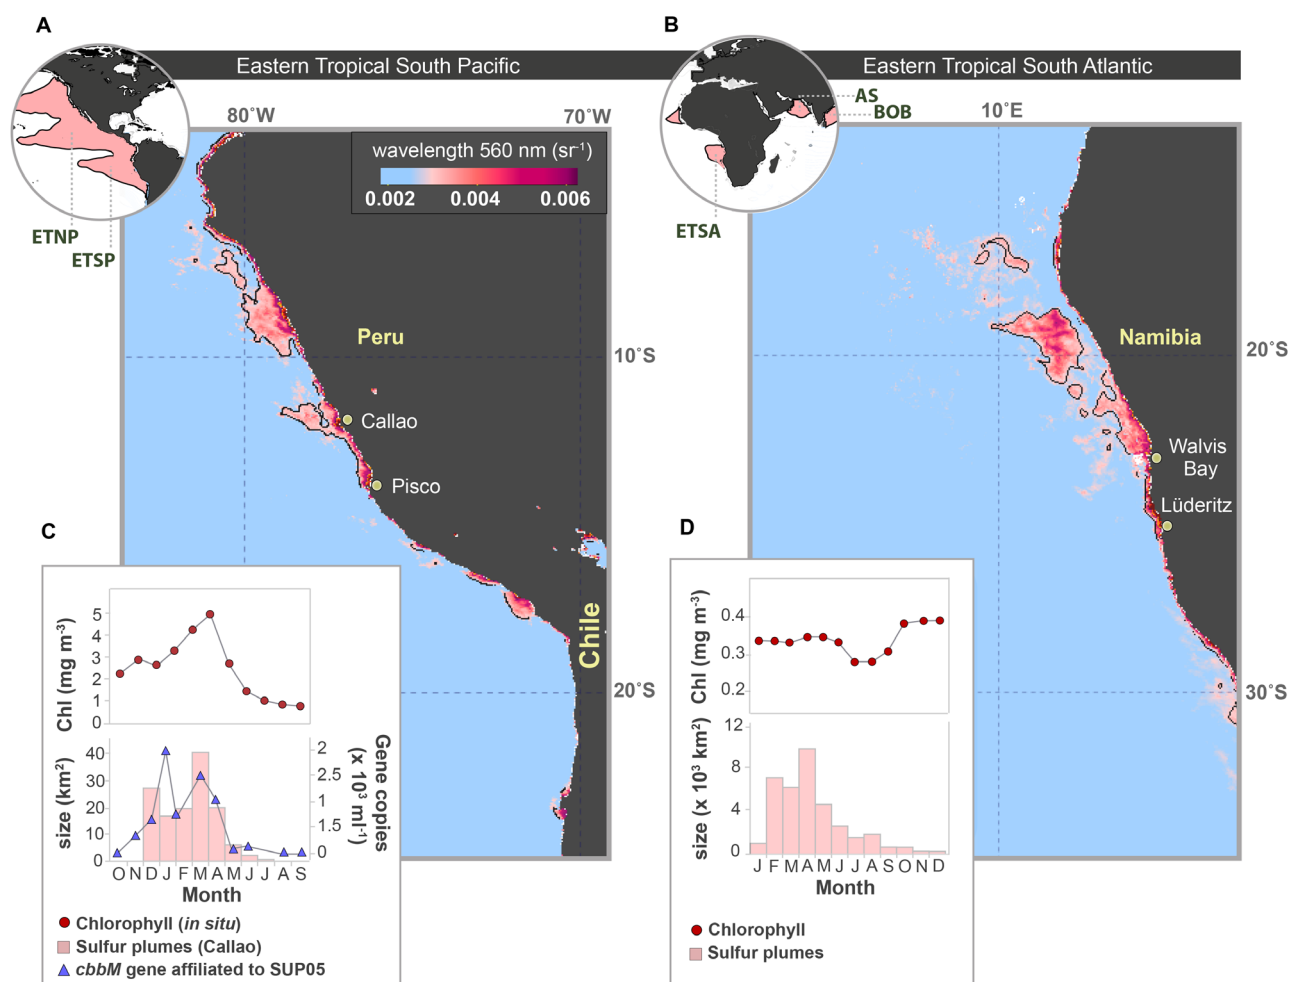 A
B
Eastern Tropical South Pacific
Eastern Tropical South Atlantic
80°W
70°W
10°E
AS
BOB
ETNP
ETSP
ETSA
wavelength 560 nm (sr-1)
0.002 0.004 0.006
Peru
Callao
Pisco
Chile
10°S
20°S
Namibia
Walvis
Bay
Lüderitz
20°S
30°S
C
Chl (mg m-3)
5
4
3
2
1
0
size (km2)
40
30
20
10
0
Gene copies
(x 103 ml-1)
2
2.5
1
1.5
0
O N D J F M A M J J A S
Month
Chlorophyll (in situ)
Sulfur plumes (Callao)
cbbM gene affiliated to SUP05
D
Chl (mg m-3)
0.4
0.3
0.2
size (x 103 km2)
12
8
4
0
J F M A M J J A S O N D
Month
Chlorophyll
Sulfur plumes